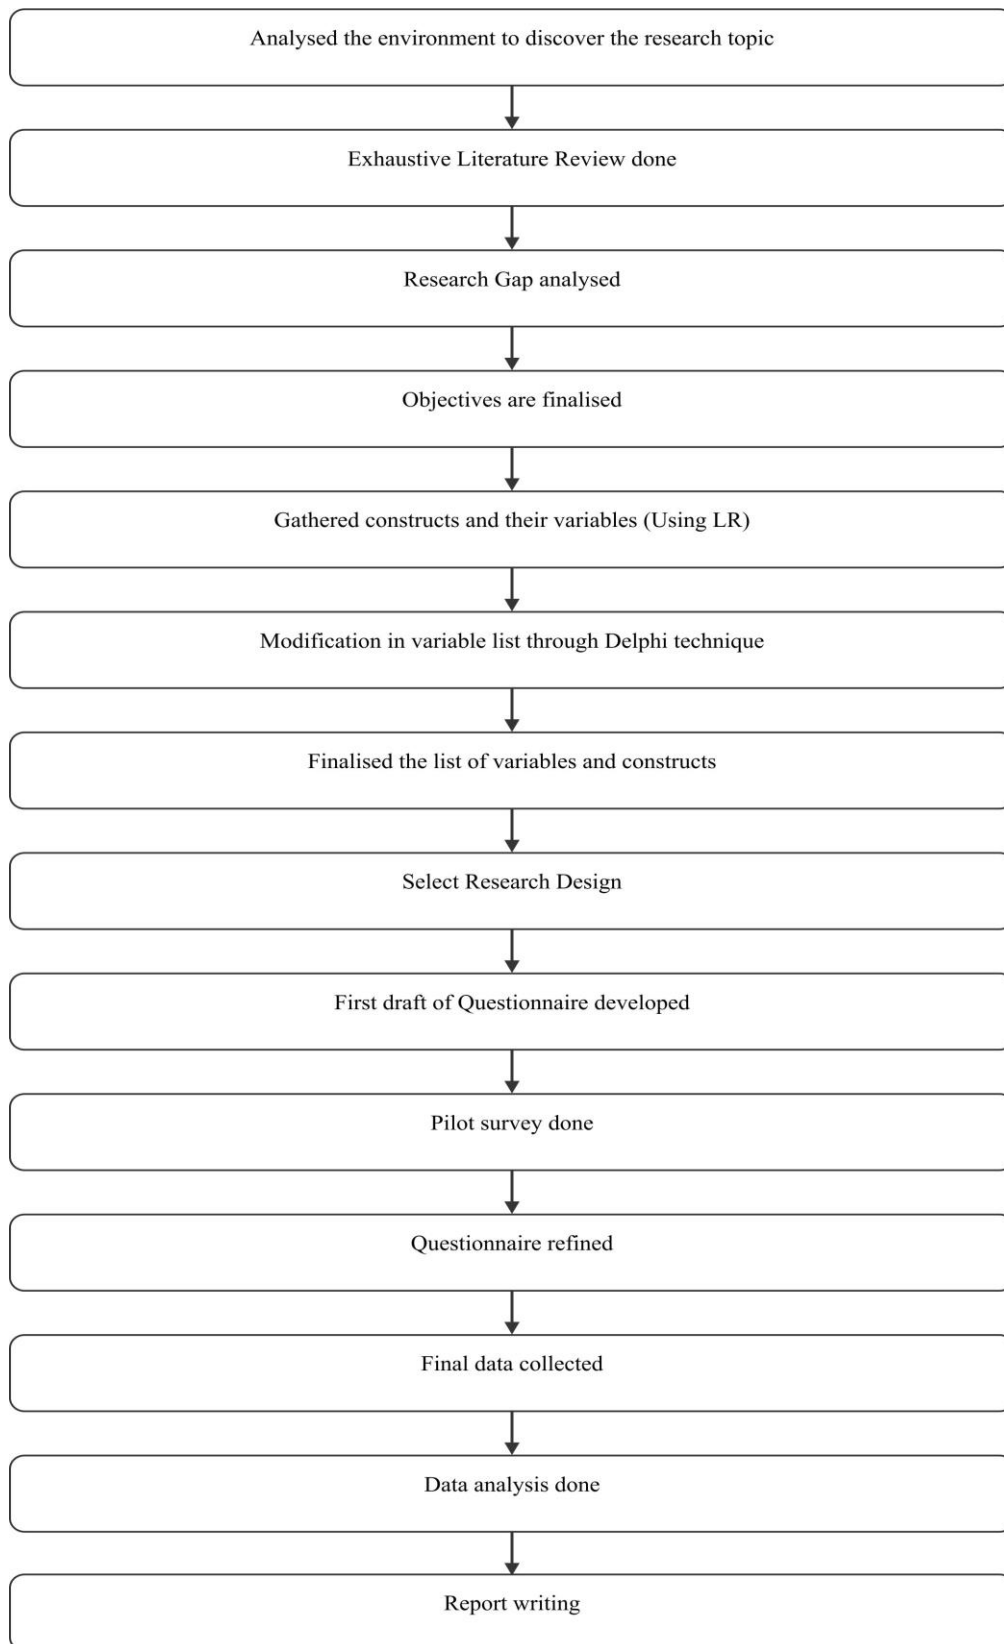 Analysed the environment to discover the research topic
Exhaustive Literature Review done
Research Gap analysed
Objectives are finalised
Gathered constructs and their variables (Using LR)
Modification in variable list through Delphi technique
Finalised the list of variables and constructs
Select Research Design
First draft of Questionnaire developed
Pilot survey done
Questionnaire refined
Final data collected
Data analysis done
Report writing